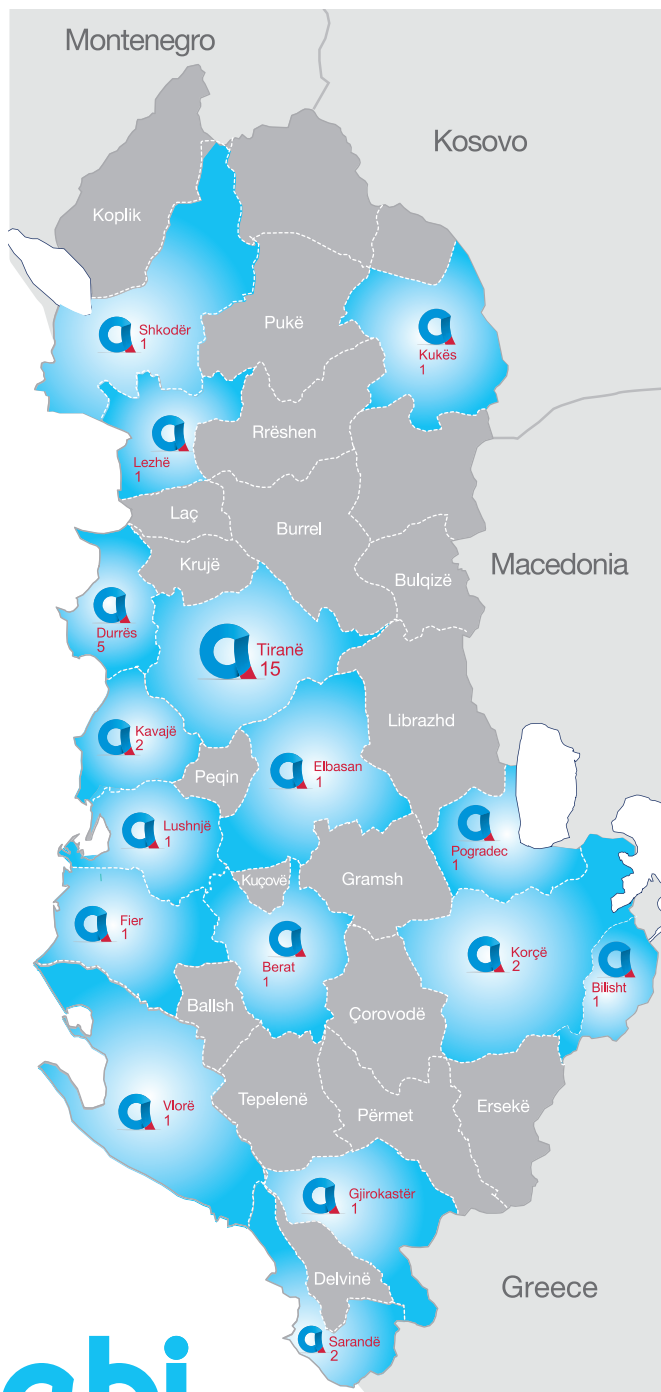 Montenegro
Kosovo
Koplik
Shkodër
1
Pukë
Kukës
1
Lezhë
1
Rrëshen
Laç
Burrel
Krujë
Bulqizë
Macedonia
Durrës
5
Tiranë
15
Librazhd
Kavajë
2
Peqin
Elbasan
1
Lushnjë
1
Pogradec
1
Kuçovë
Gramsh
Fier
1
Berat
1
Korçë
2
Bilisht
1
Ballsh
Çorovodë
Vlorë
1
Tepelenë
Përmet
Ersekë
Gjirokastër
1
Delvinë
Greece
Sarandë
2
abi